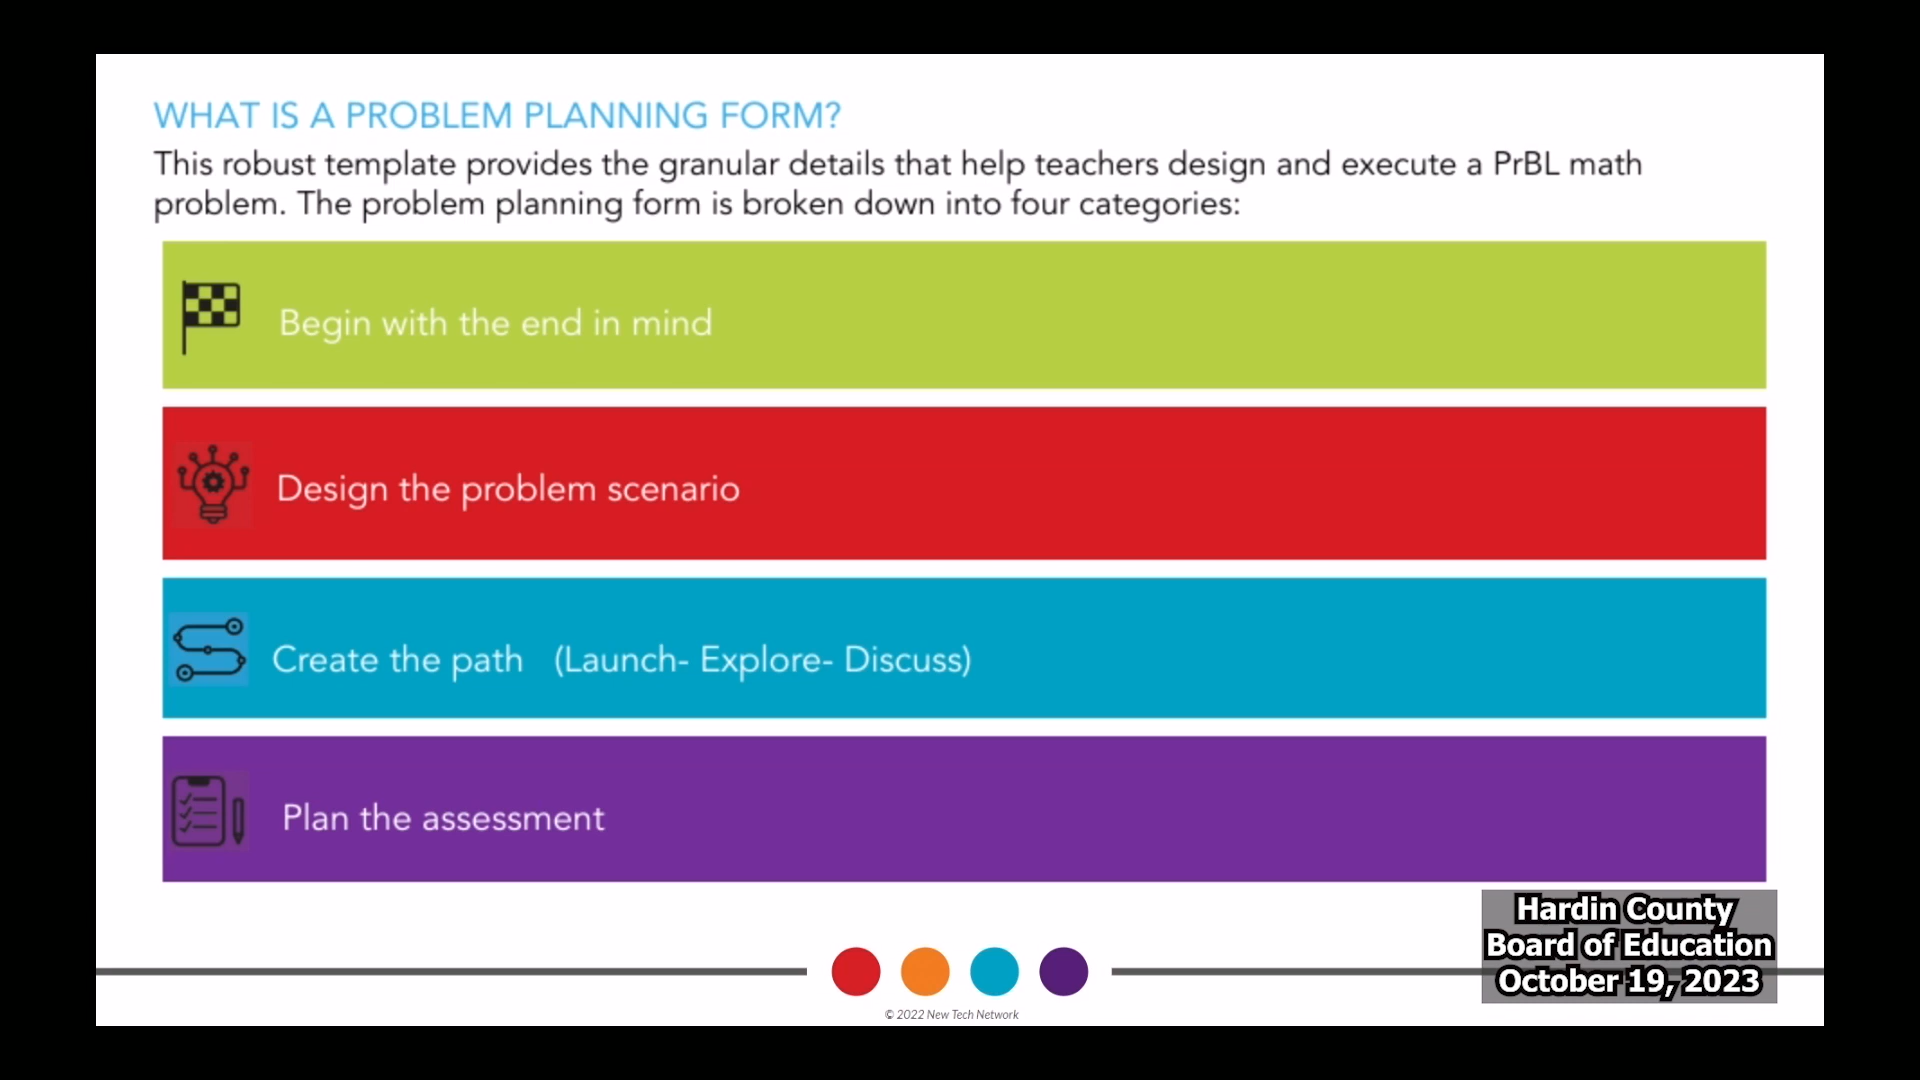 WHAT IS A PROBLEM PLANNING FORM?
This robust template provides the granular details that help teachers design and execute a PrBL math
problem. The problem planning form is broken down into four categories:
Begin with the end in mind
Design the problem scenario
Create the path (Launch- Explore- Discuss)
Plan the assessment
Hardin County
Board of Education
October 19, 2023
© 2022 New Tech Network